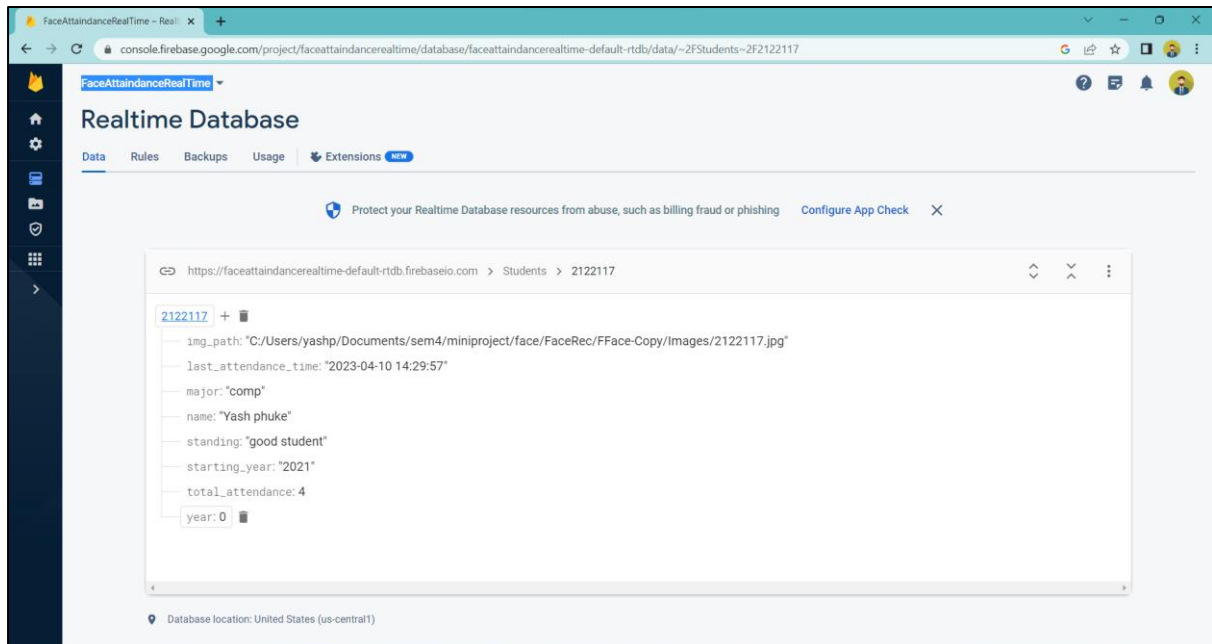 FaceAttaindanceRealTime – Realt
console.firebase.google.com/project/faceattaindancerealtime/database/faceattaindancerealtime-default-rtdb/data/~2FStudents~2F2122117
FaceAttaindanceRealTime
Realtime Database
Data Rules Backups Usage Extensions NEW
Protect your Realtime Database resources from abuse, such as billing fraud or phishing Configure App Check
https://faceattaindancerealtime-default-rtdb.firebaseio.com > Students > 2122117
2122117
img_path: "C:/Users/yashp/Documents/sem4/miniproject/face/FaceRec/FFace-Copy/Images/2122117.jpg"
last_attendance_time: "2023-04-10 14:29:57"
major: "comp"
name: "Yash phuke"
standing: "good student"
starting_year: "2021"
total_attendance: 4
year: 0
Database location: United States (us-central1)